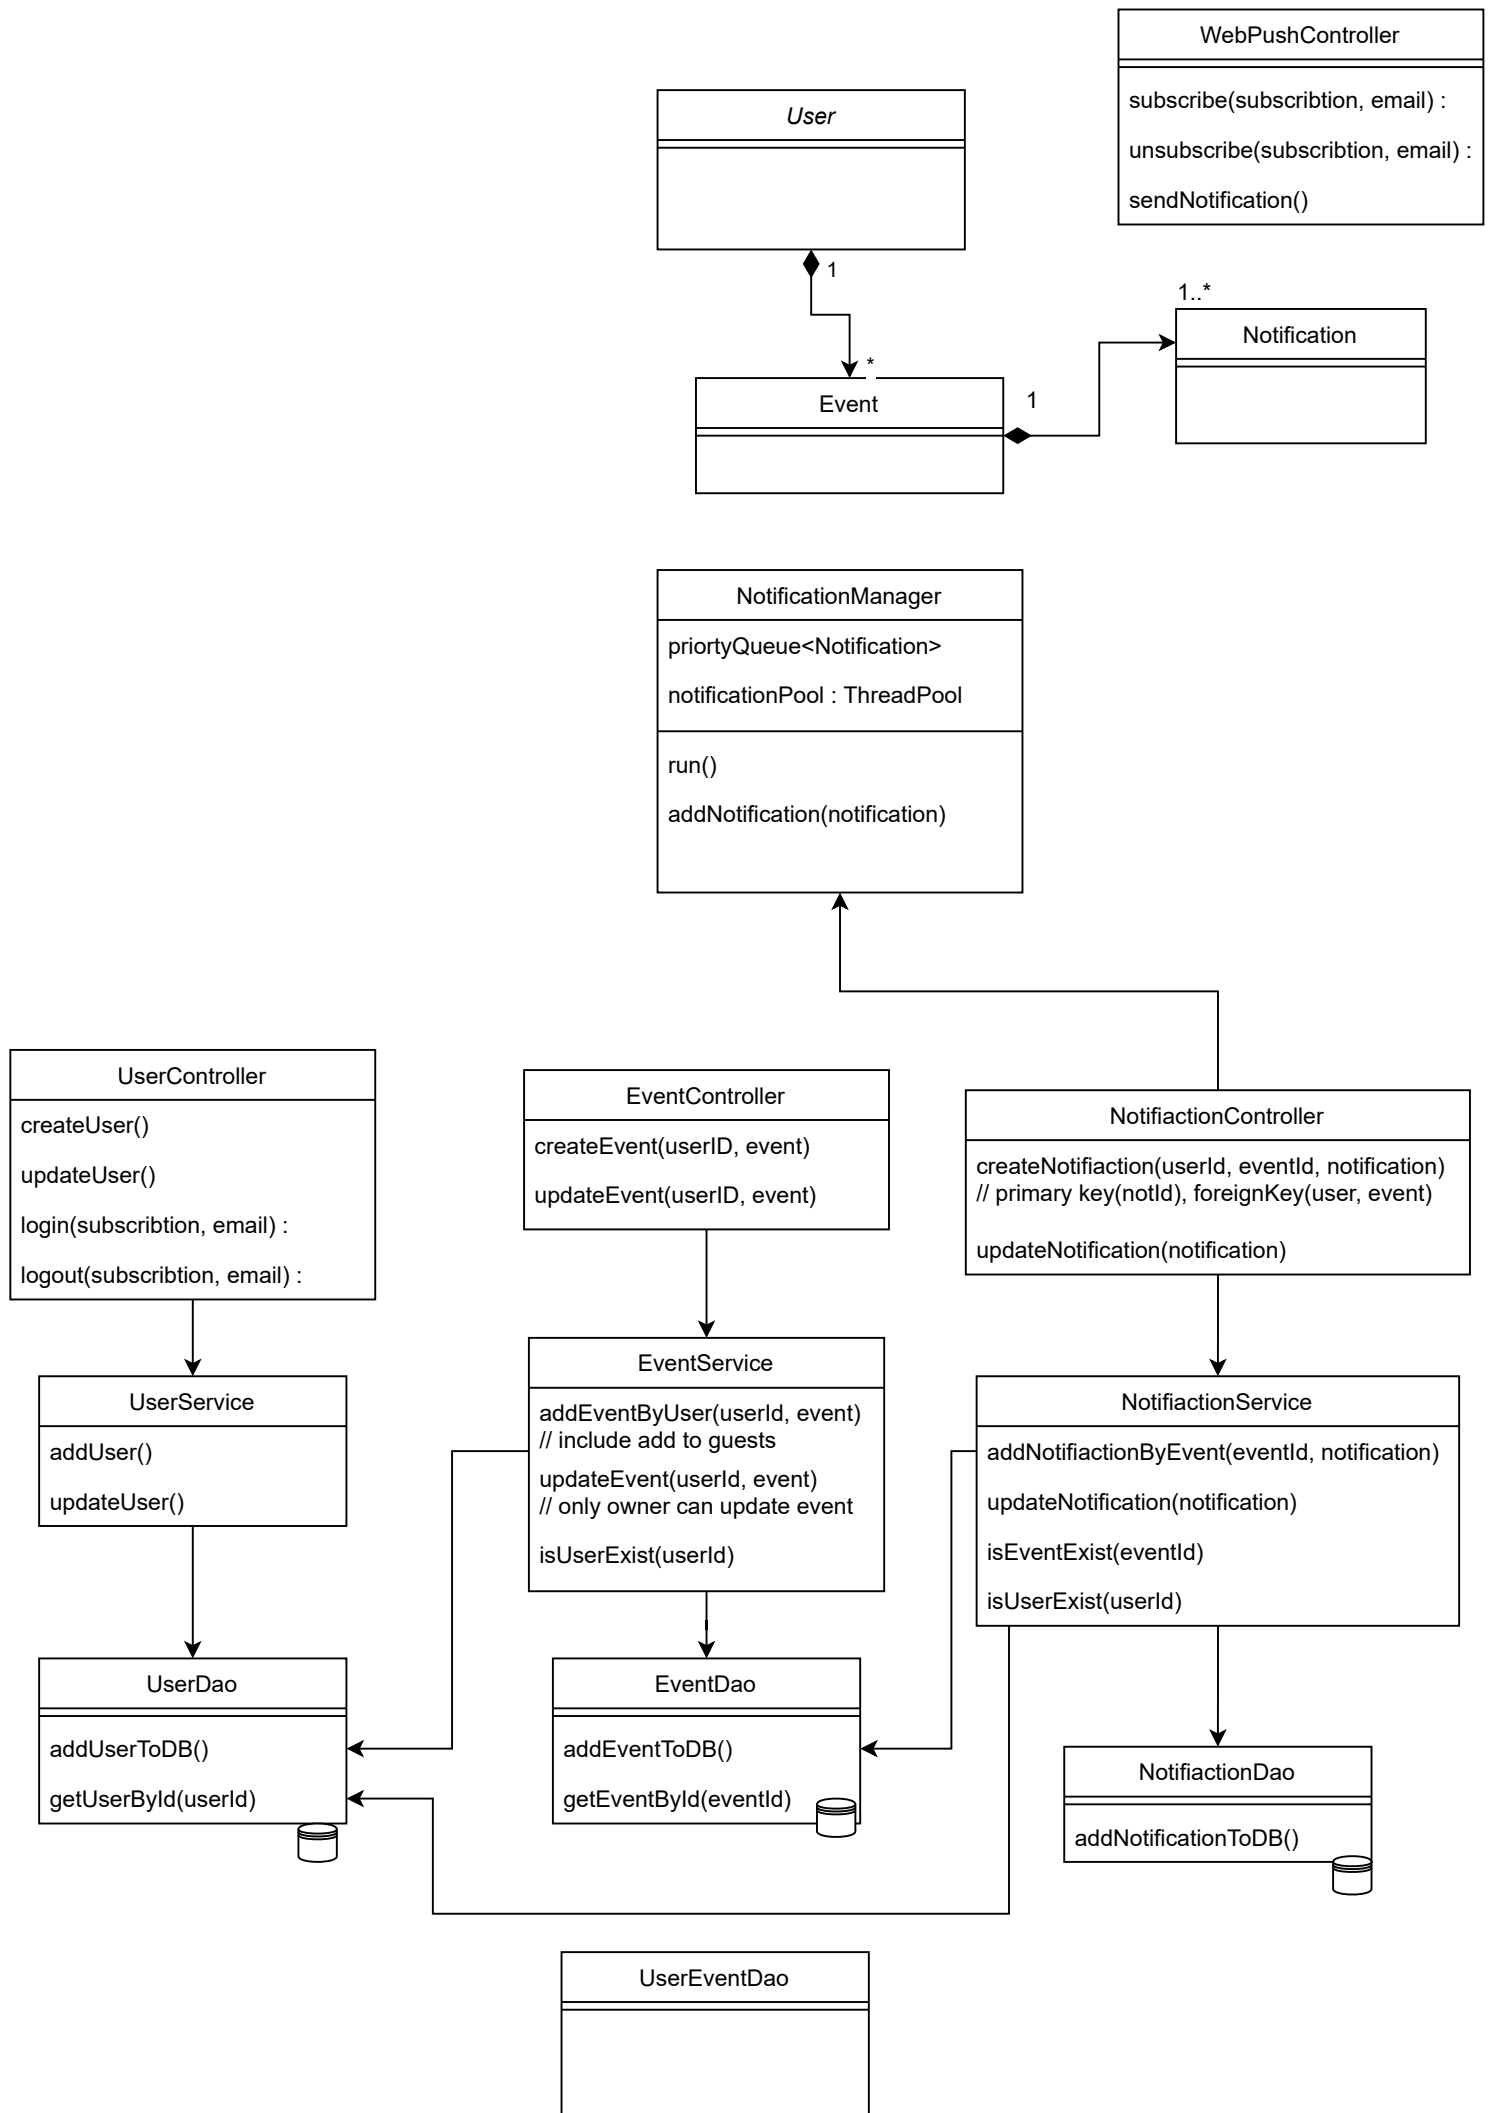 WebPushController
subscribe(subscribtion, email) :
unsubscribe(subscribtion, email) :
sendNotification()
User
1
*
Event
1
1..*
Notification
NotificationManager
priortyQueue<Notification>
notificationPool : ThreadPool
run()
addNotification(notification)
UserController
createUser()
updateUser()
login(subscribtion, email) :
logout(subscribtion, email) :
EventController
createEvent(userID, event)
updateEvent(userID, event)
NotifiactionController
createNotifiaction(userId, eventId, notification)
// primary key(notId), foreignKey(user, event)
updateNotification(notification)
UserService
addUser()
updateUser()
EventService
addEventByUser(userId, event)
// include add to guests
updateEvent(userId, event)
// only owner can update event
isUserExist(userId)
NotifiactionService
addNotifiactionByEvent(eventId, notification)
updateNotification(notification)
isEventExist(eventId)
isUserExist(userId)
UserDao
addUserToDB()
getUserById(userId)
EventDao
addEventToDB()
getEventById(eventId)
NotifiactionDao
addNotificationToDB()
UserEventDao